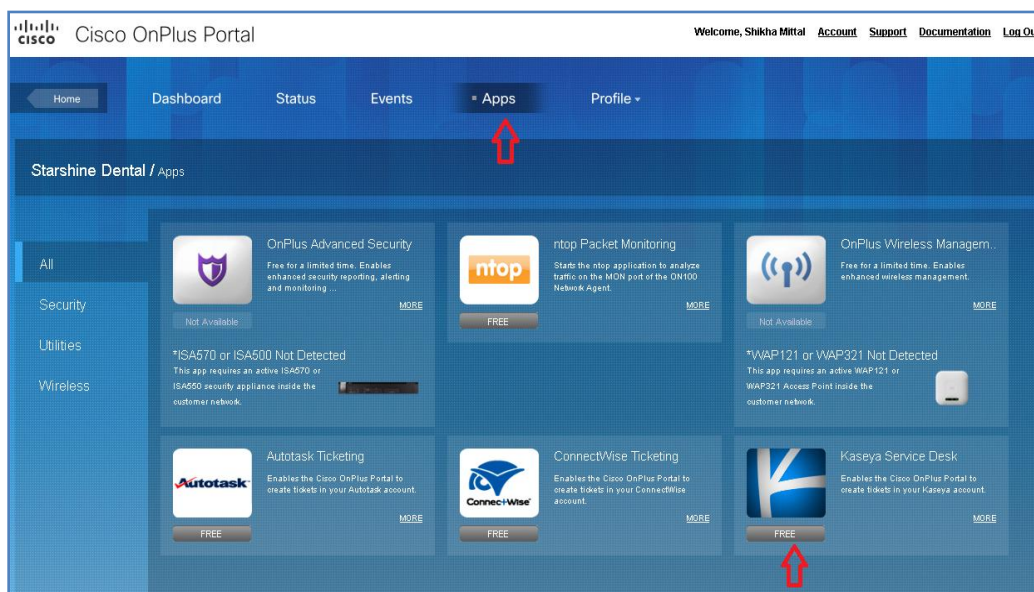 cisco Cisco OnPlus Portal
Welcome, Shikha Mittal Account Support Documentation Log Ou
Home Dashboard Status Events Apps Profile
Starshine Dental / Apps
All
Security
Utilities
Wireless
OnPlus Advanced Security
Free for a limited time. Enables
enhanced security reporting, alerting
and monitoring ...
MORE
Not Available
*ISA570 or ISA500 Not Detected
This app requires an active ISA570 or
ISA550 security appliance inside the
customer network.
ntop
ntop Packet Monitoring
Starts the ntop application to analyze
traffic on the MON port of the ON100
Network Agent.
MORE
FREE
OnPlus Wireless Managem..
Free for a limited time. Enables
enhanced wireless management.
MORE
Not Available
*WAP121 or WAP321 Not Detected
This app requires an active WAP121 or
WAP321 Access Point inside the
customer network.
Autotask
Autotask Ticketing
Enables the Cisco OnPlus Portal to
create tickets in your Autotask account.
MORE
FREE
ConnectWise
ConnectWise Ticketing
Enables the Cisco OnPlus Portal to
create tickets in your ConnectWise
account.
MORE
FREE
Kaseya Service Desk
Enables the Cisco OnPlus Portal to
create tickets in your Kaseya account.
MORE
FREE